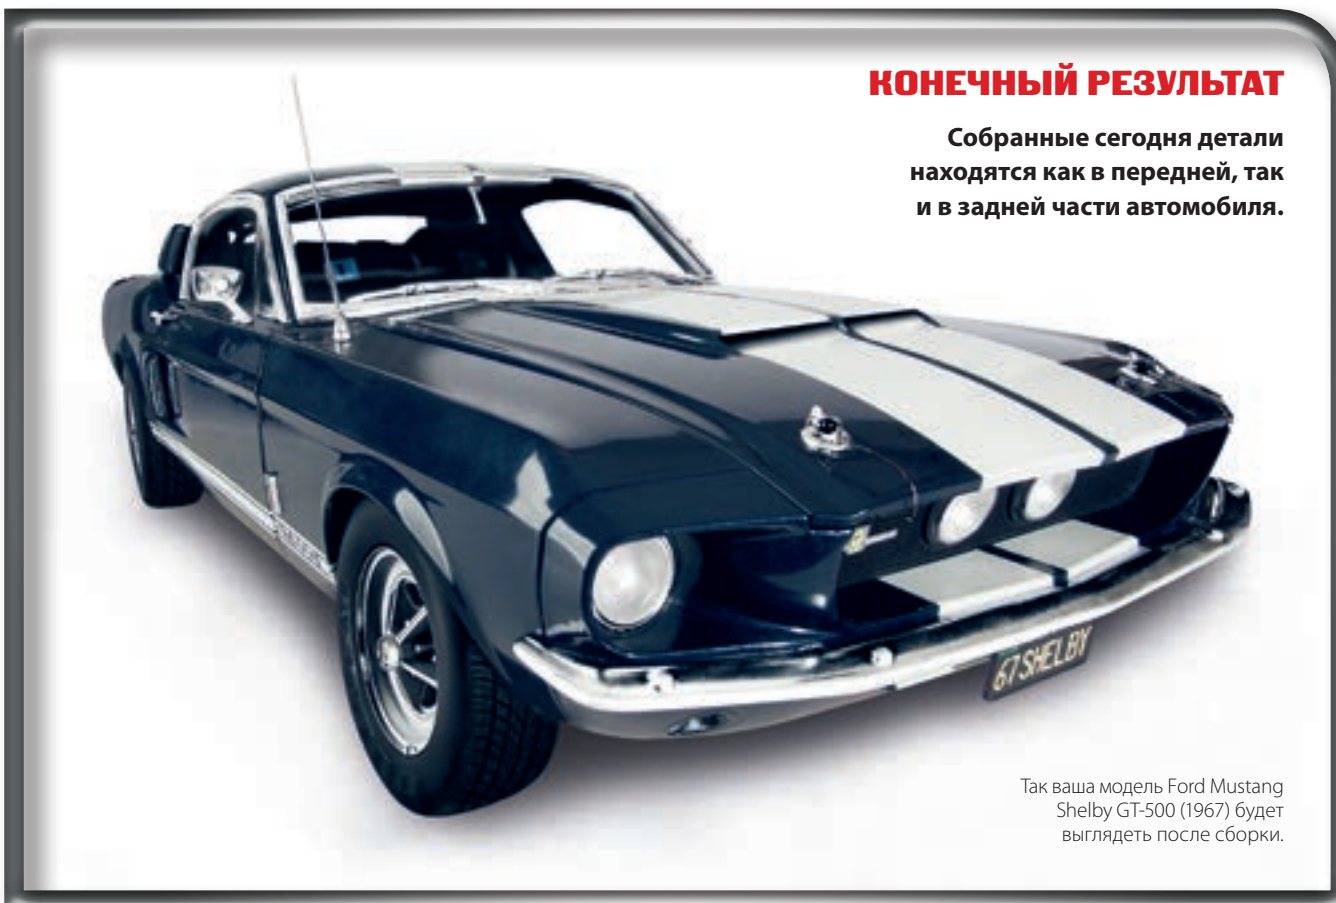 КОНЕЧНЫЙ РЕЗУЛЬТАТ
Собранные сегодня детали
находятся как в передней, так
и в задней части автомобиля.
67 SHELBY
Так ваша модель Ford Mustang
Shelby GT-500 (1967) будет
выглядеть после сборки.